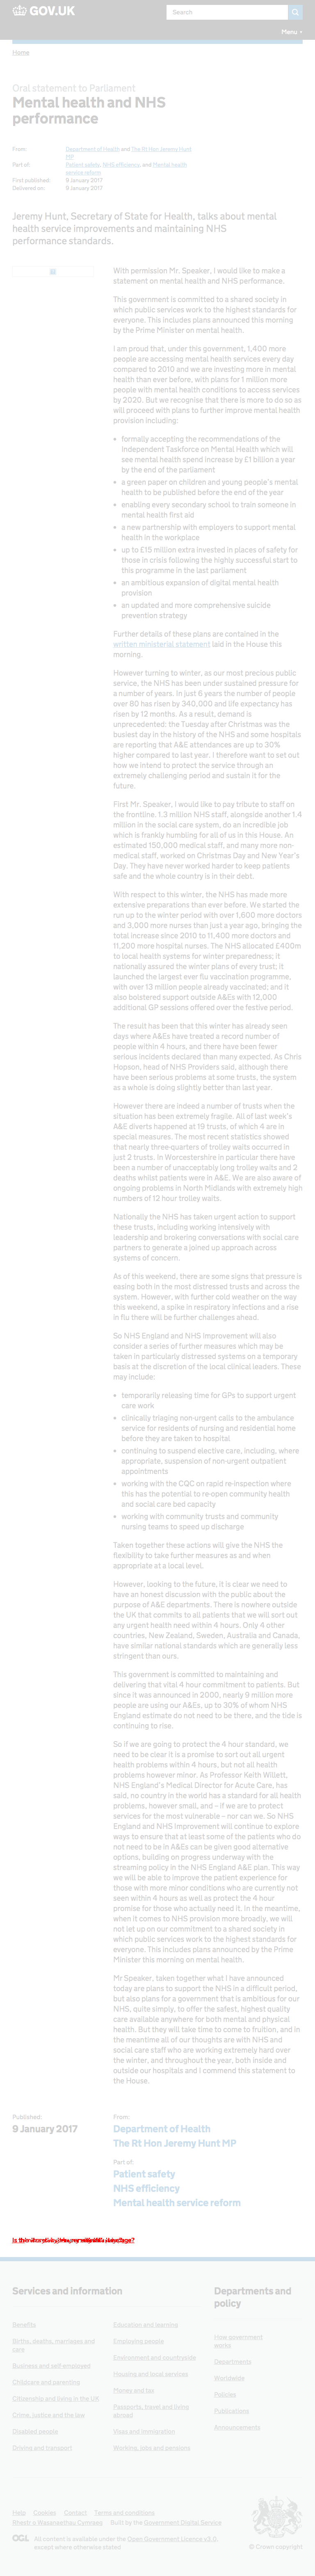 GOV.UK
Search
Menu
Home
Oral statement to Parliament
Mental health and NHS
performance
From: Department of Health and The Rt Hon Jeremy Hunt
MP
Part of: Patient safety, NHS efficiency, and Mental health
service reform
First published: 9 January 2017
Delivered on: 9 January 2017
Jeremy Hunt, Secretary of State for Health, talks about mental
health service improvements and maintaining NHS
performance standards.
With permission Mr. Speaker, I would like to make a
statement on mental health and NHS performance.
This government is committed to a shared society in
which public services work to the highest standards for
everyone. This includes plans announced this morning
by the Prime Minister on mental health.
I am proud that, under this government, 1,400 more
people are accessing mental health services every day
compared to 2010 and we are investing more in mental
health than ever before, with plans for 1 million more
people with mental health conditions to access services
by 2020. But we recognise that there is more to do so as
will proceed with plans to further improve mental health
provision including:
• formally accepting the recommendations of the
Independent Taskforce on Mental Health which will
see mental health spend increase by £1 billion a year
by the end of the parliament
• a green paper on children and young people's mental
health to be published before the end of the year
• enabling every secondary school to train someone in
mental health first aid
• a new partnership with employers to support mental
health in the workplace
• up to £15 million extra invested in places of safety for
those in crisis following the highly successful start to
this programme in the last parliament
• an ambitious expansion of digital mental health
provision
• an updated and more comprehensive suicide
prevention strategy
Further details of these plans are contained in the
written ministerial statement laid in the House this
morning.
However turning to winter, as our most precious public
service, the NHS has been under sustained pressure for
a number of years. In just 6 years the number of people
over 80 has risen by 340,000 and life expectancy has
risen by 12 months. As a result, demand is
unprecedented: the Tuesday after Christmas was the
busiest day in the history of the NHS and some hospitals
are reporting that A&E attendances are up to 30%
higher compared to last year. I therefore want to set out
how we intend to protect the service through an
extremely challenging period and sustain it for the
future.
First Mr. Speaker, I would like to pay tribute to staff on
the frontline. 1.3 million NHS staff, alongside another 1.4
million in the social care system, do an incredible job
which is frankly humbling for all of us in this House. An
estimated 150,000 medical staff, and many more non-
medical staff, worked on Christmas Day and New Year's
Day. They have never worked harder to keep patients
safe and the whole country is in their debt.
With respect to this winter, the NHS has made more
extensive preparations than ever before. We started the
run up to the winter period with over 1,600 more doctors
and 3,000 more nurses than just a year ago, bringing the
total increase since 2010 to 11,400 more doctors and
11,200 more hospital nurses. The NHS allocated £400m
to local health systems for winter preparedness; it
nationally assured the winter plans of every trust; it
launched the largest ever flu vaccination programme,
with over 13 million people already vaccinated; and it
also bolstered support outside A&Es with 12,000
additional GP sessions offered over the festive period.
The result has been that this winter has already seen
days where A&Es have treated a record number of
people within 4 hours, and there have been fewer
serious incidents declared than many expected. As Chris
Hopson, head of NHS Providers said, although there
have been serious problems at some trusts, the system
as a whole is doing slightly better than last year.
However there are indeed a number of trusts where the
situation has been extremely fragile. All of last week's
A&E diverts happened at 19 trusts, of which 4 are in
special measures. The most recent statistics showed
that nearly three-quarters of trolley waits occurred in
just 2 trusts. In Worcestershire in particular there have
been a number of unacceptably long trolley waits and 2
deaths whilst patients were in A&E. We are also aware of
ongoing problems in North Midlands with extremely high
numbers of 12 hour trolley waits.
Nationally the NHS has taken urgent action to support
these trusts, including working intensively with
leadership and brokering conversations with social care
partners to generate a joined up approach across
systems of concern.
As of this weekend, there are some signs that pressure is
easing both in the most distressed trusts and across the
system. However, with further cold weather on the way
this weekend, a spike in respiratory infections and a rise
in flu there will be further challenges ahead.
So NHS England and NHS Improvement will also
consider a series of further measures which may be
taken in particularly distressed systems on a temporary
basis at the discretion of the local clinical leaders. These
may include:
• temporarily releasing time for GPs to support urgent
care work
• clinically triaging non-urgent calls to the ambulance
service for residents of nursing and residential home
before they are taken to hospital
• continuing to suspend elective care, including, where
appropriate, suspension of non-urgent outpatient
appointments
• working with the CQC on rapid re-inspection where
this has the potential to re-open community health
and social care bed capacity
• working with community trusts and community
nursing teams to speed up discharge
Taken together these actions will give the NHS the
flexibility to take further measures as and when
appropriate at a local level.
However, looking to the future, it is clear we need to
have an honest discussion with the public about the
purpose of A&E departments. There is nowhere outside
the UK that commits to all patients that we will sort out
any urgent health need within 4 hours. Only 4 other
countries, New Zealand, Sweden, Australia and Canada,
have similar national standards which are generally less
stringent than ours.
This government is committed to maintaining and
delivering that vital 4 hour commitment to patients. But
since it was announced in 2000, nearly 9 million more
people are using our A&Es, up to 30% of whom NHS
England estimate do not need to be there, and the tide is
continuing to rise.
So if we are going to protect the 4 hour standard, we
need to be clear it is a promise to sort out all urgent
health problems within 4 hours, but not all health
problems however minor. As Professor Keith Willett,
NHS England's Medical Director for Acute Care, has
said, no country in the world has a standard for all health
problems, however small, and – if we are to protect
services for the most vulnerable – nor can we. So NHS
England and NHS Improvement will continue to explore
ways to ensure that at least some of the patients who do
not need to be in A&Es can be given good alternative
options, building on progress underway with the
streaming policy in the NHS England A&E plan. This way
we will be able to improve the patient experience for
those with more minor conditions who are currently not
seen within 4 hours as well as protect the 4 hour
promise for those who actually need it. In the meantime,
when it comes to NHS provision more broadly, we will
not let up on our commitment to a shared society in
which public services work to the highest standards for
everyone. This includes plans announced by the Prime
Minister this morning on mental health.
Mr Speaker, taken together what I have announced
today are plans to support the NHS in a difficult period,
but also plans for a government that is ambitious for our
NHS, quite simply, to offer the safest, highest quality
care available anywhere for both mental and physical
health. But they will take time to come to fruition, and in
the meantime all of our thoughts are with NHS and
social care staff who are working extremely hard over
the winter, and throughout the year, both inside and
outside our hospitals and I commend this statement to
the House.
Published:
9 January 2017
From:
Department of Health
The Rt Hon Jeremy Hunt MP
Part of:
Patient safety
NHS efficiency
Mental health service reform
Services and information
Benefits
Births, deaths, marriages and
care
Business and self-employed
Childcare and parenting
Citizenship and living in the UK
Crime, justice and the law
Disabled people
Driving and transport
Education and learning
Employing people
Environment and countryside
Housing and local services
Money and tax
Passports, travel and living
abroad
Visas and immigration
Working, jobs and pensions
Departments and
policy
How government
works
Departments
Worldwide
Policies
Publications
Announcements
Help Cookies Contact Terms and conditions
Rhestr o Wasanaethau Cymraeg Built by the Government Digital Service
OGL All content is available under the Open Government Licence v3.0,
except where otherwise stated
© Crown copyright